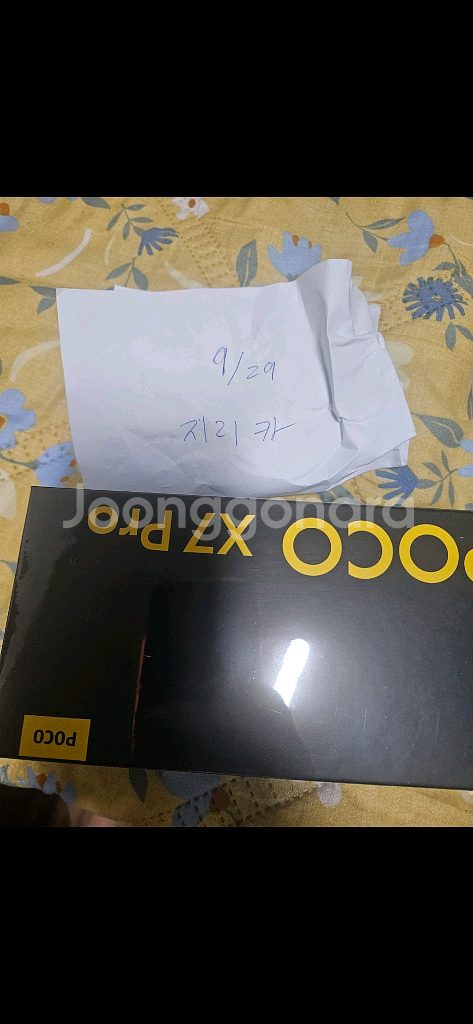 9/29
지리카
Joonggonara
POCO X7 Pro
POCO